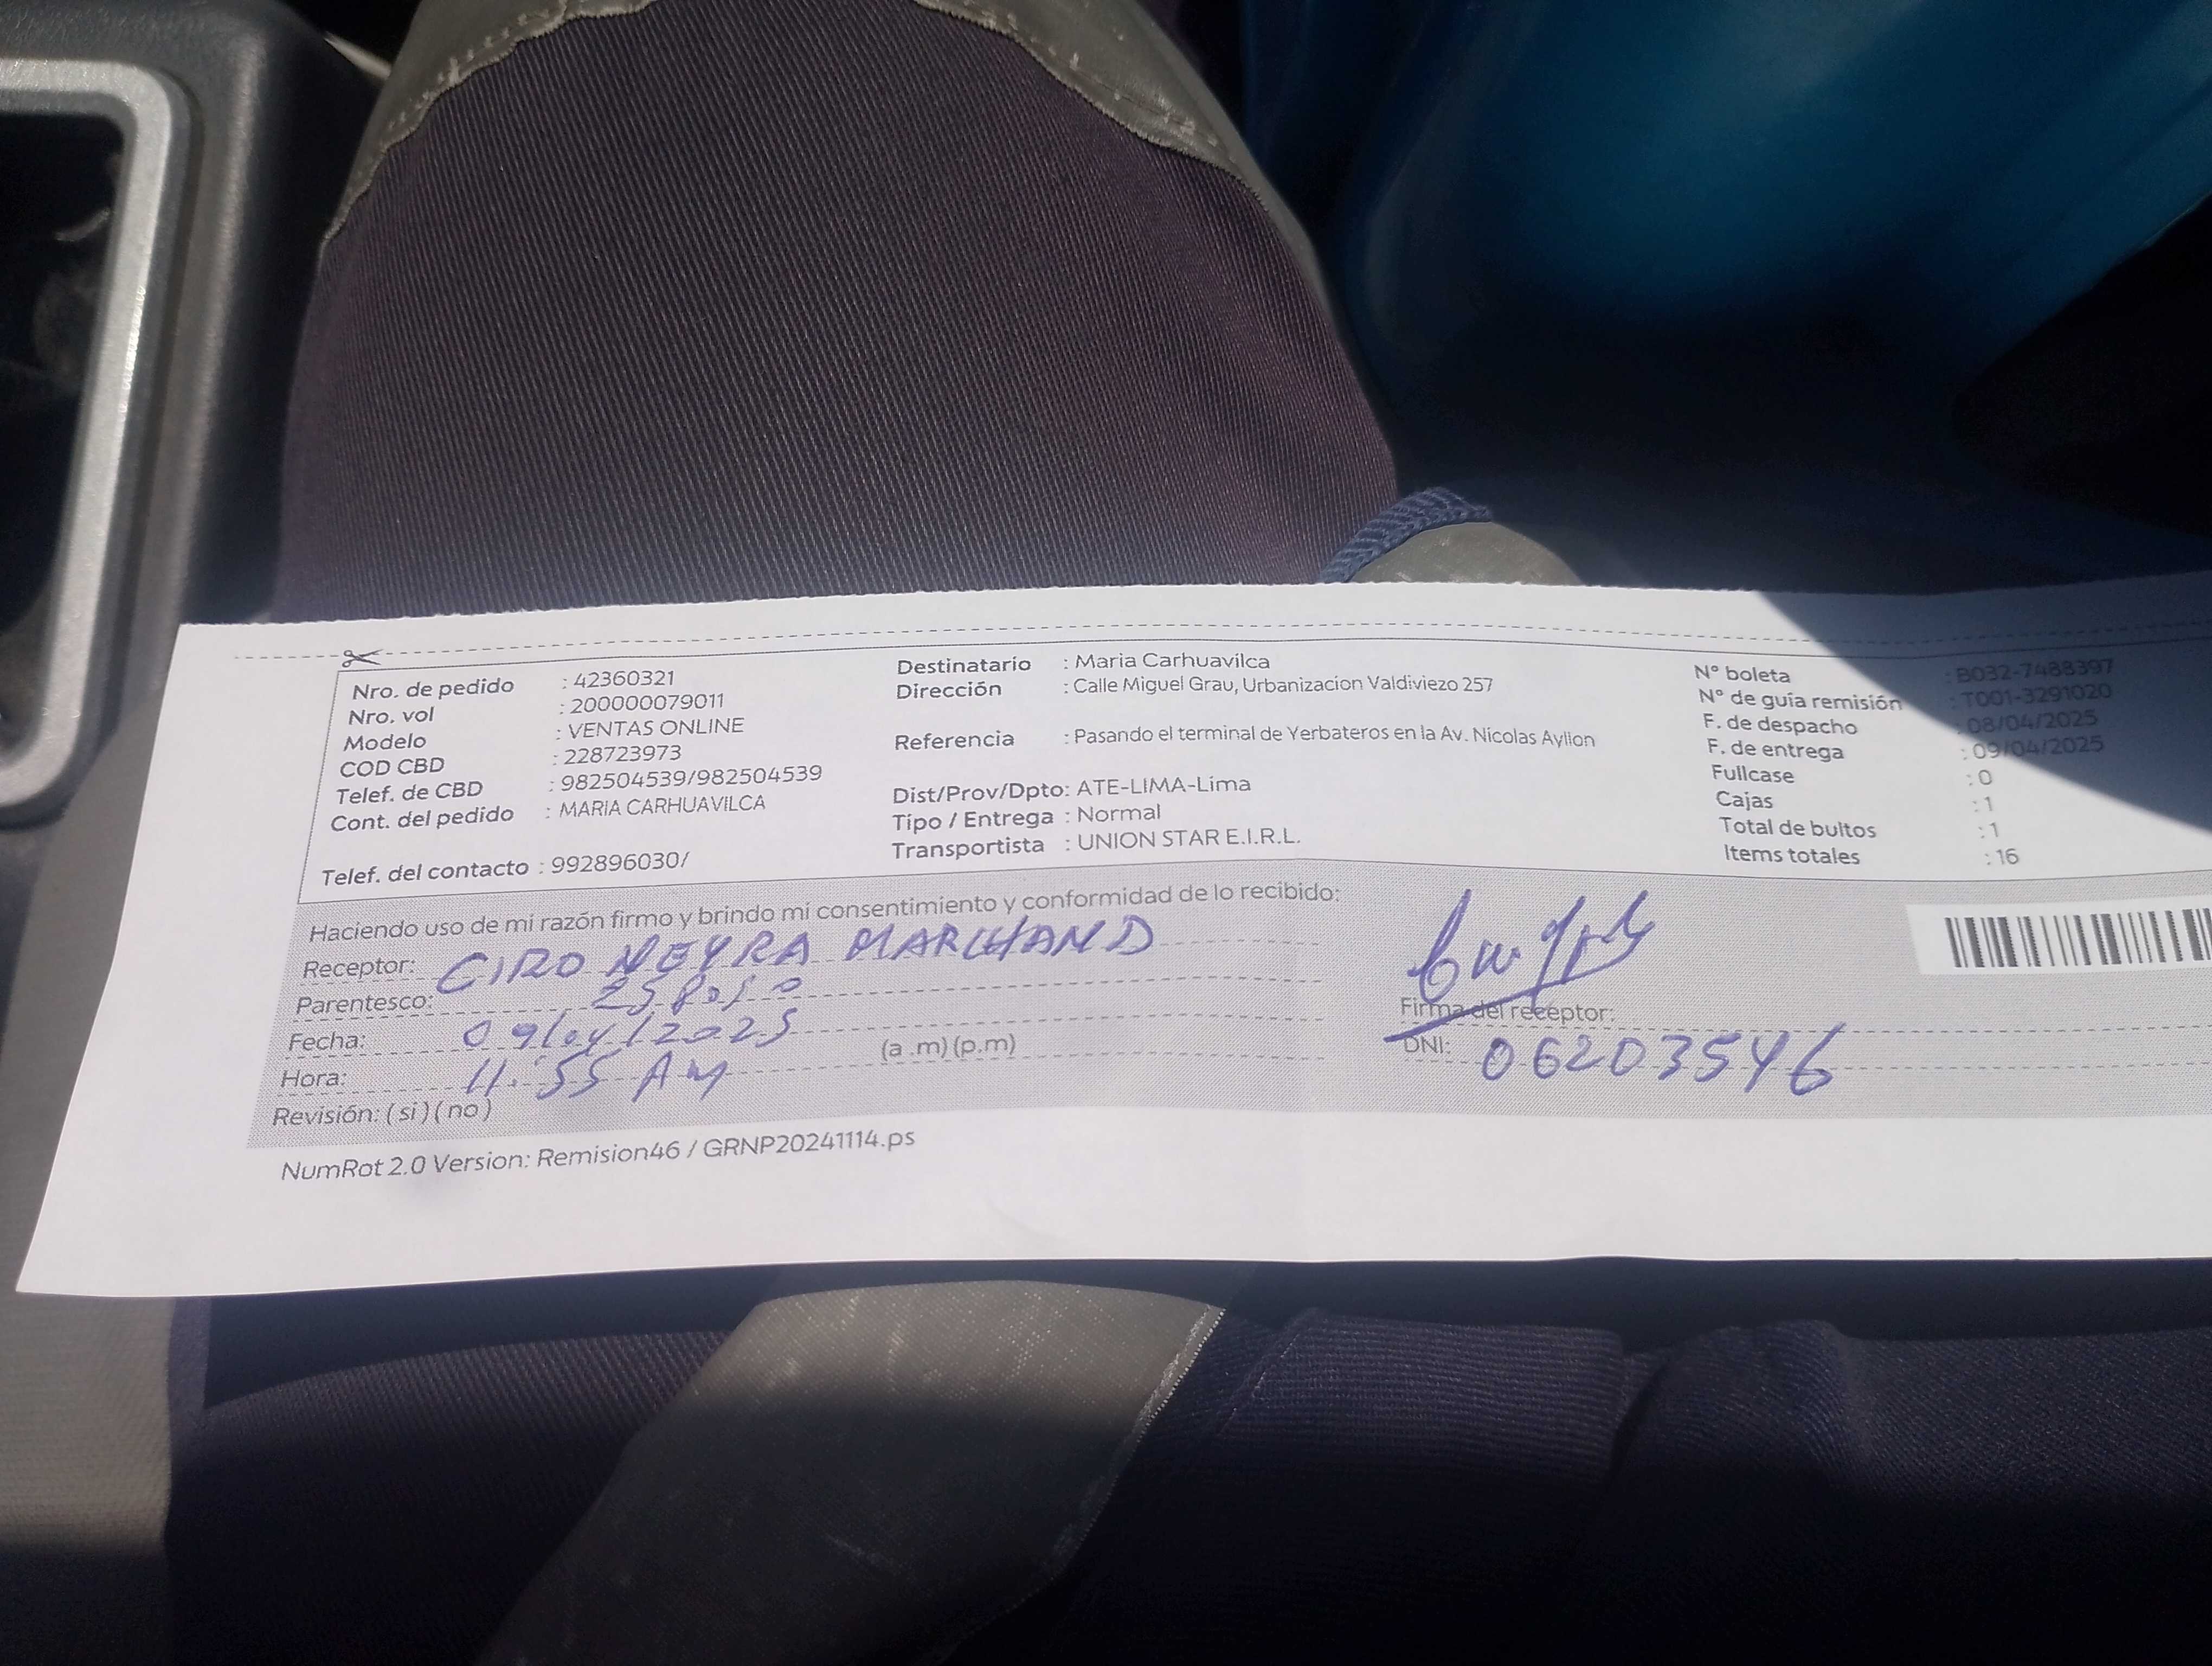 Nro. de pedido : 42360321
Nro. vol : 200000079011
Modelo : VENTAS ONLINE
COD CBD : 228723973
Telef. de CBD : 982504539/982504539
Cont. del pedido : MARIA CARHUAVILCA
Telef. del contacto : 992896030/
Destinatario : Maria Carhuavilca
Dirección : Calle Miguel Grau, Urbanizacion Valdiviezo 257
Referencia : Pasando el terminal de Yerbateros en la Av. Nicolas Ayllon
Dist/Prov/Dpto: ATE-LIMA-Lima
Tipo / Entrega : Normal
Transportista : UNION STAR E.I.R.L.
N° boleta : B032-7488397
N° de guía remisión : T001-3291020
F. de despacho : 08/04/2025
F. de entrega : 09/04/2025
Fullcase : 0
Cajas : 1
Total de bultos : 1
Items totales : 16
Haciendo uso de mi razón firmo y brindo mi consentimiento y conformidad de lo recibido:
Receptor: CIRO NEYRA MARCHAND
Parentesco:
Fecha: 09/04/2025
Hora: 11:55 AM (a .m) (p.m)
Revisión: ( si ) ( no )
Firma del receptor:
DNI: 06203546
NumRot 2.0 Version: Remision46 / GRNP20241114.ps